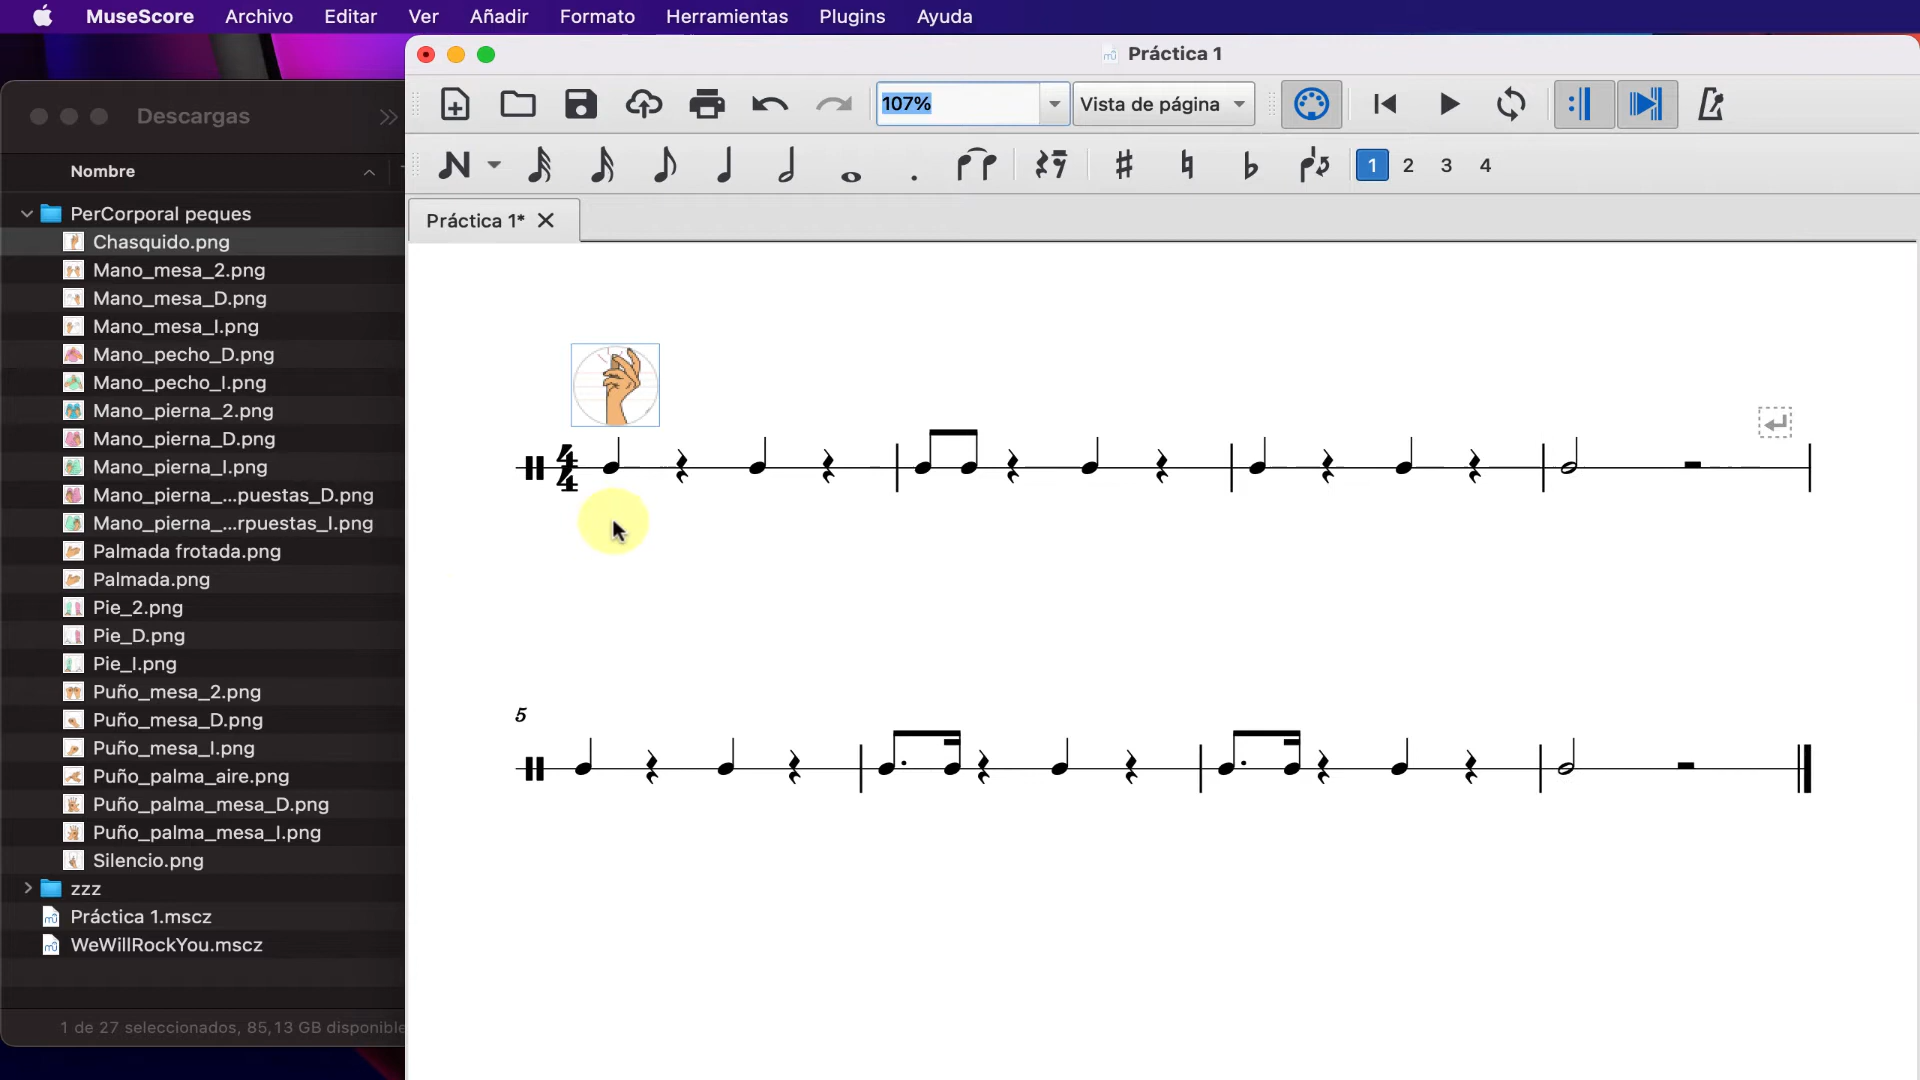 MuseScore Archivo Editar Ver Añadir Formato Herramientas Plugins Ayuda
Práctica 1
Descargas
107% Vista de página
Nombre
1 2 3 4
Práctica 1*
PerCorporal peques
Chasquido.png
Mano_mesa_2.png
Mano_mesa_D.png
Mano_mesa_I.png
Mano_pecho_D.png
Mano_pecho_I.png
Mano_pierna_2.png
Mano_pierna_D.png
Mano_pierna_I.png
Mano_pierna_...puestas_D.png
Mano_pierna_...rpuestas_I.png
Palmada frotada.png
Palmada.png
Pie_2.png
Pie_D.png
Pie_I.png
Puño_mesa_2.png
Puño_mesa_D.png
Puño_mesa_I.png
Puño_palma_aire.png
Puño_palma_mesa_D.png
Puño_palma_mesa_I.png
Silencio.png
zzz
Práctica 1.mscz
WeWillRockYou.mscz
1 de 27 seleccionados, 85,13 GB disponible
4
4
5